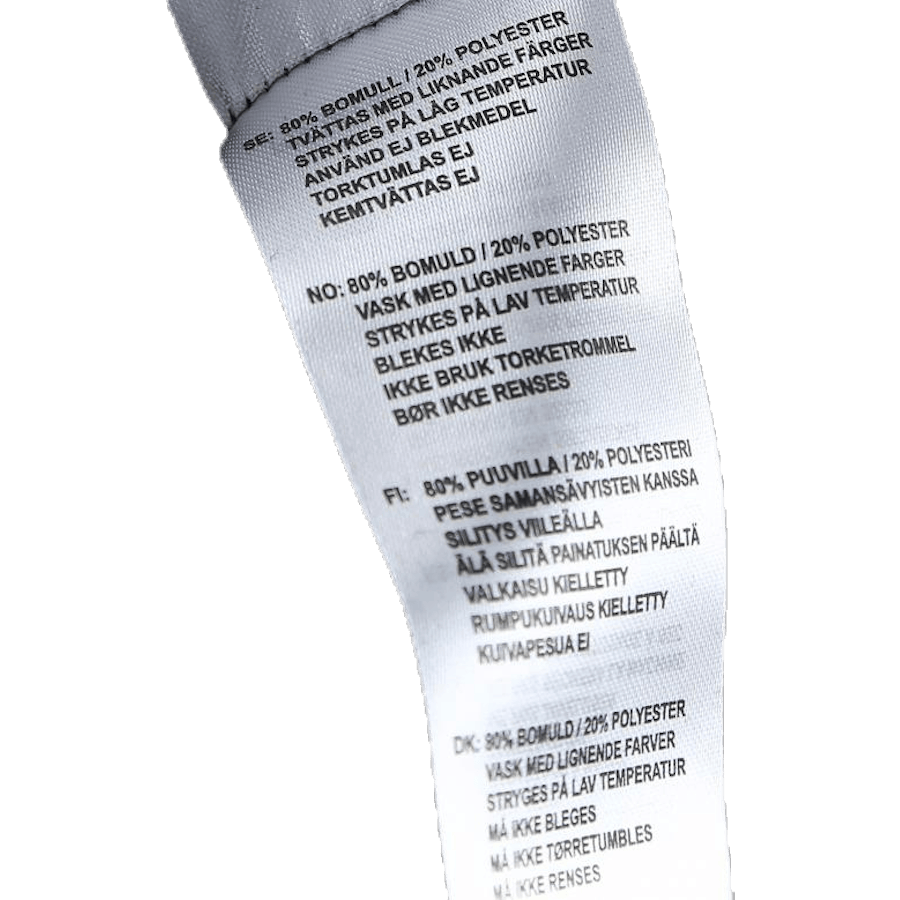 SE: 80% BOMULL / 20% POLYESTER
TVÄTTAS MED LIKNANDE FÄRGER
STRYKES PÅ LÅG TEMPERATUR
ANVÄND EJ BLEKMEDEL
TORKTUMLAS EJ
KEMTVÄTTAS EJ
NO: 80% BOMULD / 20% POLYESTER
VASK MED LIGNENDE FARGER
STRYKES PÅ LAV TEMPERATUR
BLEKES IKKE
IKKE BRUK TORKETROMMEL
BØR IKKE RENSES
FI: 80% PUUVILLA / 20% POLYESTERI
PESE SAMANSÄVYISTEN KANSSA
SILITYS VIILEÄLLA
ÄLÄ SILITÄ PAINATUKSEN PÄÄLTÄ
VALKAISU KIELLETTY
RUMPUKUIVAUS KIELLETTY
KUIVAPESUA EI
DK: 80% BOMULD / 20% POLYESTER
VASK MED LIGNENDE FARVER
STRYGES PÅ LAV TEMPERATUR
MÅ IKKE BLEGES
MÅ IKKE TØRRETUMBLES
MÅ IKKE RENSES